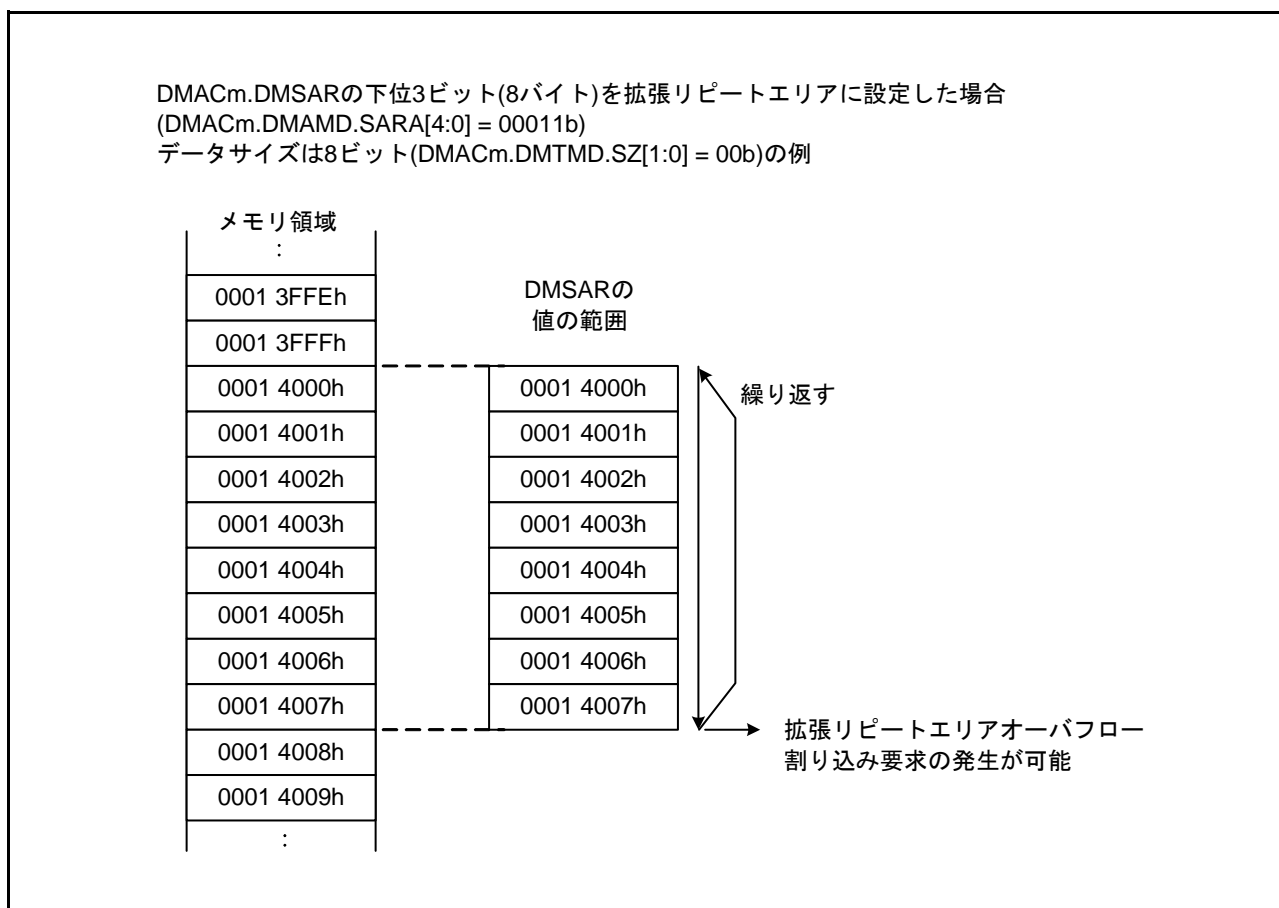 DMACm.DMSARの下位3ビット(8バイト)を拡張リピートエリアに設定した場合
(DMACm.DMAMD.SARA[4:0] = 00011b)
データサイズは8ビット(DMACm.DMTMD.SZ[1:0] = 00b)の例
メモリ領域
:
0001 3FFEh
0001 3FFFh
0001 4000h
0001 4001h
0001 4002h
0001 4003h
0001 4004h
0001 4005h
0001 4006h
0001 4007h
0001 4008h
0001 4009h
:
DMSARの
値の範囲
0001 4000h
0001 4001h
0001 4002h
0001 4003h
0001 4004h
0001 4005h
0001 4006h
0001 4007h
繰り返す
拡張リピートエリアオーバフロー
割り込み要求の発生が可能